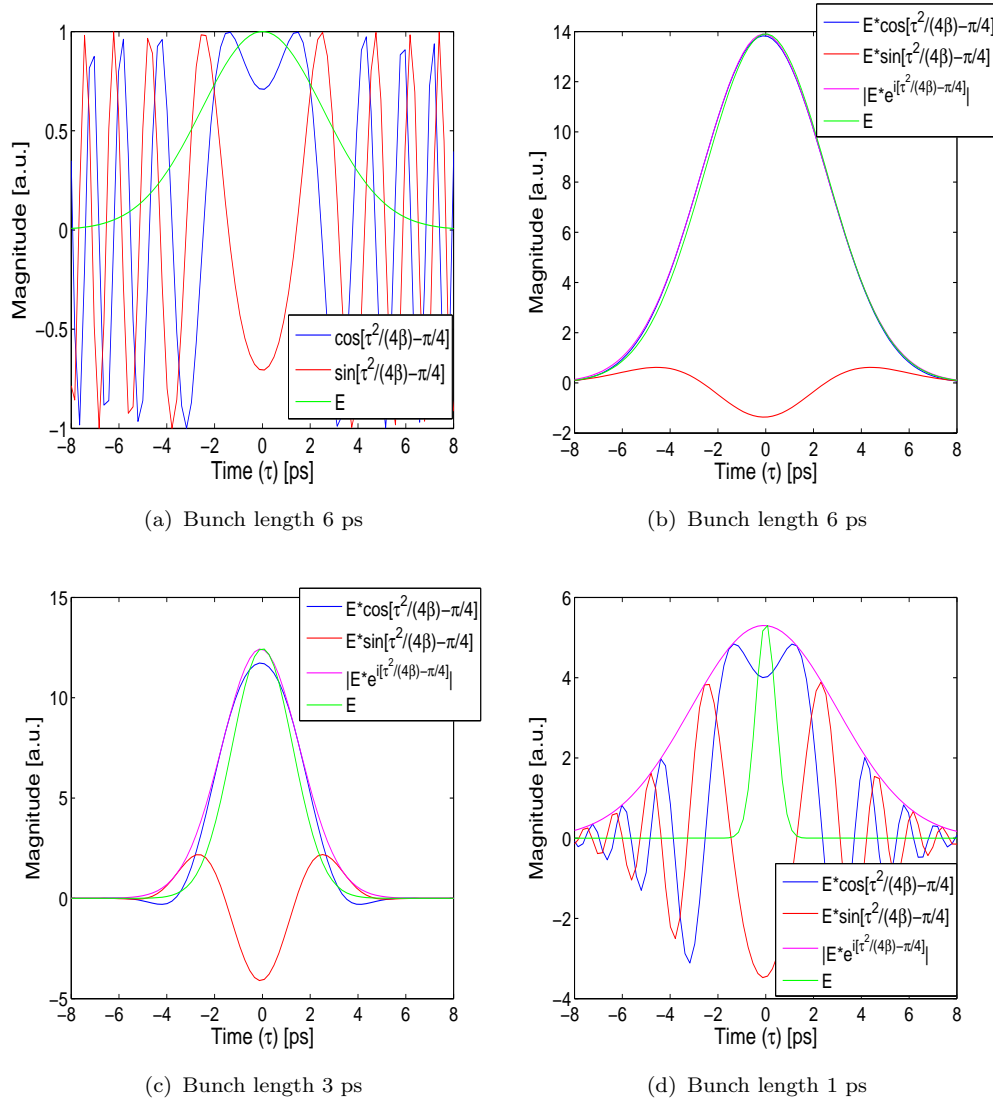 1
0.5
0
−0.5
−1
−8 −6 −4 −2 0 2 4 6 8
Time (τ) [ps]
Magnitude [a.u.]
cos[τ²/(4β)−π/4]
sin[τ²/(4β)−π/4]
E
(a) Bunch length 6 ps
14
12
10
8
6
4
2
0
−2
−8 −6 −4 −2 0 2 4 6 8
Time (τ) [ps]
Magnitude [a.u.]
E*cos[τ²/(4β)−π/4]
E*sin[τ²/(4β)−π/4]
|E*e^{i[τ²/(4β)−π/4]}|
E
(b) Bunch length 6 ps
15
10
5
0
−5
−8 −6 −4 −2 0 2 4 6 8
Time (τ) [ps]
Magnitude [a.u.]
E*cos[τ²/(4β)−π/4]
E*sin[τ²/(4β)−π/4]
|E*e^{i[τ²/(4β)−π/4]}|
E
(c) Bunch length 3 ps
6
4
2
0
−2
−4
−8 −6 −4 −2 0 2 4 6 8
Time (τ) [ps]
Magnitude [a.u.]
E*cos[τ²/(4β)−π/4]
E*sin[τ²/(4β)−π/4]
|E*e^{i[τ²/(4β)−π/4]}|
E
(d) Bunch length 1 ps